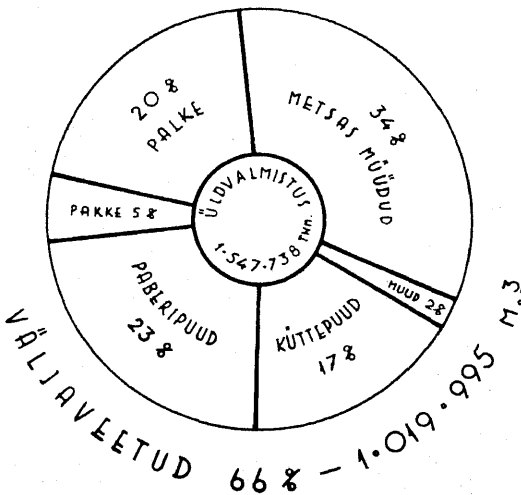 20%
PALKE
34%
METSAS MÜÜDUD
PAKKE 5%
ÜLDVALMISTUS
1·547·738 TMN.
MUUD 2%
PABERIPUUD
23%
KÜTTEPUUD
17%
VÄLJAVEETUD 66% – 1·019·995 M.3